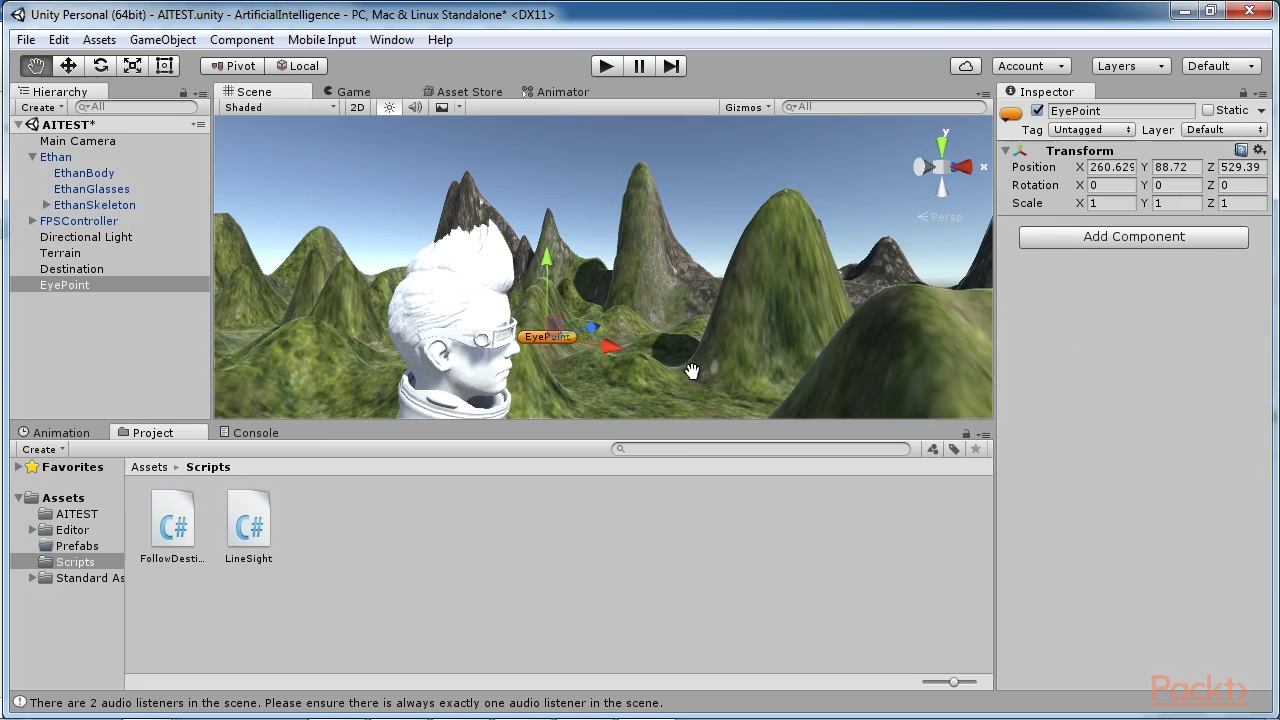 Unity Personal (64bit) - AITEST.unity - ArtificialIntelligence - PC, Mac & Linux Standalone* <DX11>
File Edit Assets GameObject Component Mobile Input Window Help
Pivot Local Account Layers Default
Hierarchy
Create All
AITEST*
Main Camera
Ethan
EthanBody
EthanGlasses
EthanSkeleton
FPSController
Directional Light
Terrain
Destination
EyePoint
Scene Game Asset Store Animator
Shaded 2D Gizmos All
y
x
Persp
EyePoint
Inspector
EyePoint Static
Tag Untagged Layer Default
Transform
Position X 260.629 Y 88.72 Z 529.39
Rotation X 0 Y 0 Z 0
Scale X 1 Y 1 Z 1
Add Component
Animation Project Console
Create
Favorites
Assets
AITEST
Editor
Prefabs
Scripts
Standard As
Assets Scripts
C# C#
FollowDesti... LineSight
There are 2 audio listeners in the scene. Please ensure there is always exactly one audio listener in the scene.
Packt